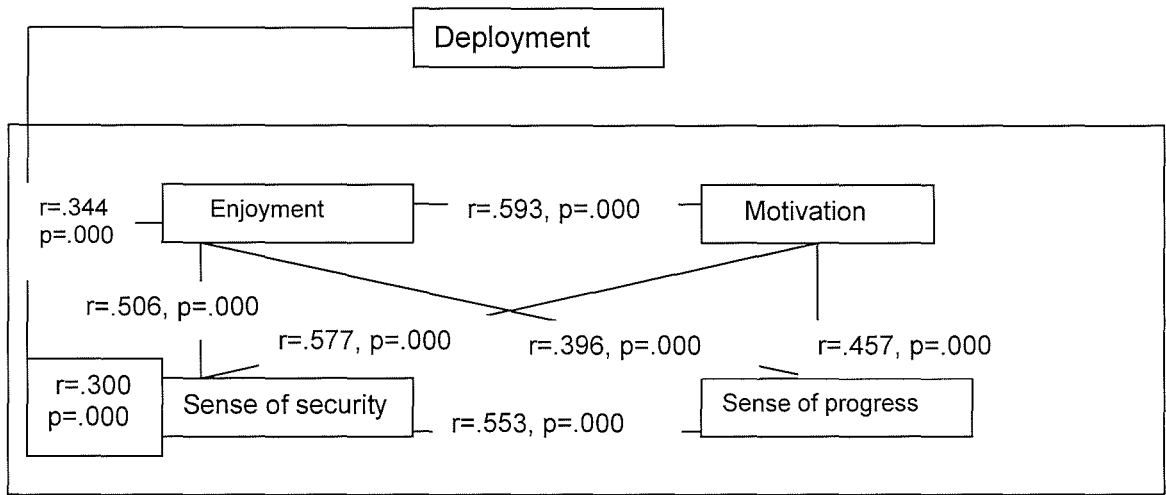 Deployment
r=.344
p=.000
Enjoyment
r=.593, p=.000
Motivation
r=.506, p=.000
r=.577, p=.000
r=.396, p=.000
r=.457, p=.000
r=.300
p=.000
Sense of security
r=.553, p=.000
Sense of progress